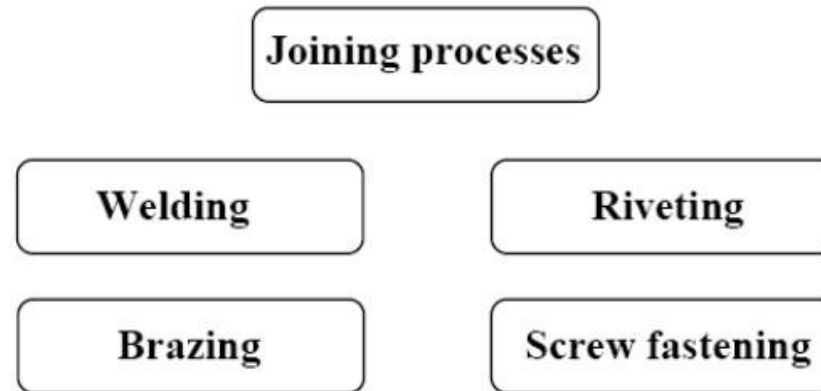 Joining processes
Welding
Riveting
Brazing
Screw fastening